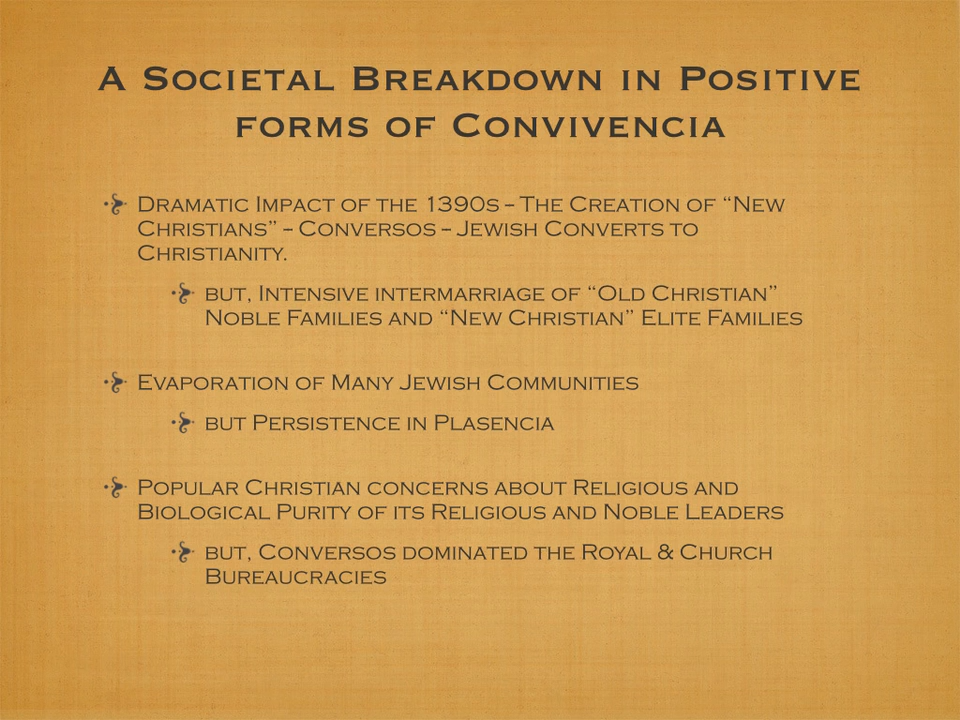 A Societal Breakdown in Positive
forms of Convivencia
Dramatic Impact of the 1390s – The Creation of “New
Christians” – Conversos – Jewish Converts to
Christianity.
but, Intensive intermarriage of “Old Christian”
Noble Families and “New Christian” Elite Families
Evaporation of Many Jewish Communities
but Persistence in Plasencia
Popular Christian concerns about Religious and
Biological Purity of its Religious and Noble Leaders
but, Conversos dominated the Royal & Church
Bureaucracies